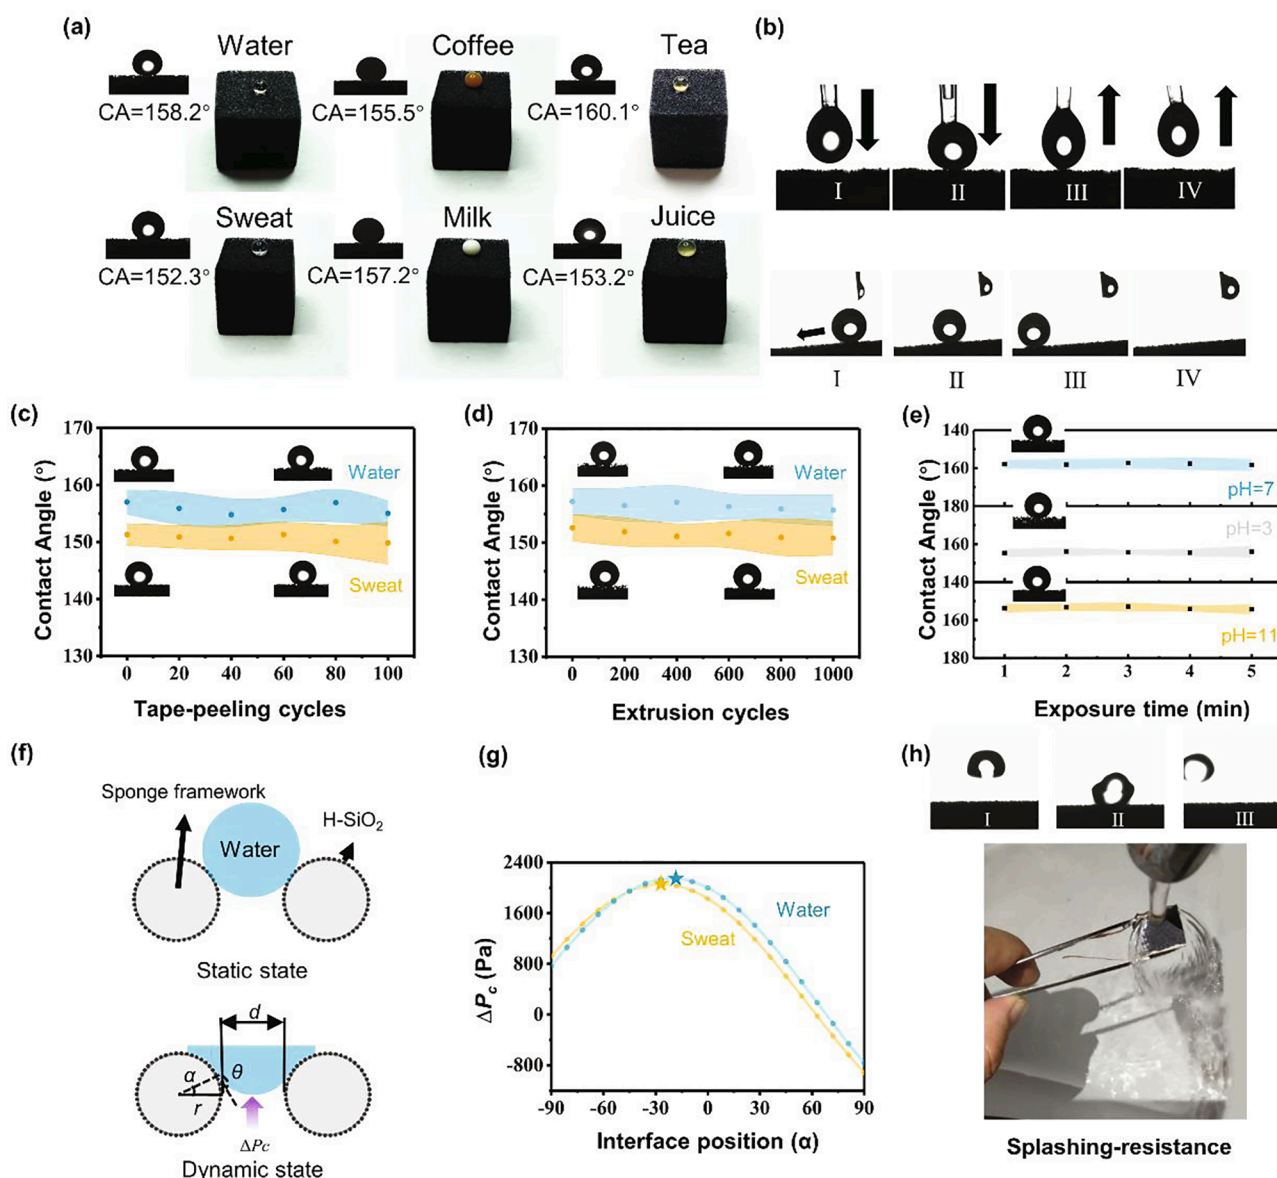 (a)
Water
Coffee
Tea
CA=158.2°
CA=155.5°
CA=160.1°
Sweat
Milk
Juice
CA=152.3°
CA=157.2°
CA=153.2°
(b)
I
II
III
IV
I
II
III
IV
(c)
170
160
150
140
130
Contact Angle (°)
Water
Sweat
0
20
40
60
80
100
Tape-peeling cycles
(d)
170
160
150
140
130
Contact Angle (°)
Water
Sweat
0
200
400
600
800
1000
Extrusion cycles
(e)
140
160
180
160
140
160
180
Contact Angle (°)
Contact Angle (°)
pH=7
pH=3
pH=11
1
2
3
4
5
Exposure time (min)
(f)
Sponge framework
H-SiO₂
Water
Static state
d
α
θ
r
ΔPc
Dynamic state
(g)
2400
1600
800
0
-800
ΔPc (Pa)
Water
Sweat
-90
-60
-30
0
30
60
90
Interface position (α)
(h)
I
II
III
Splashing-resistance